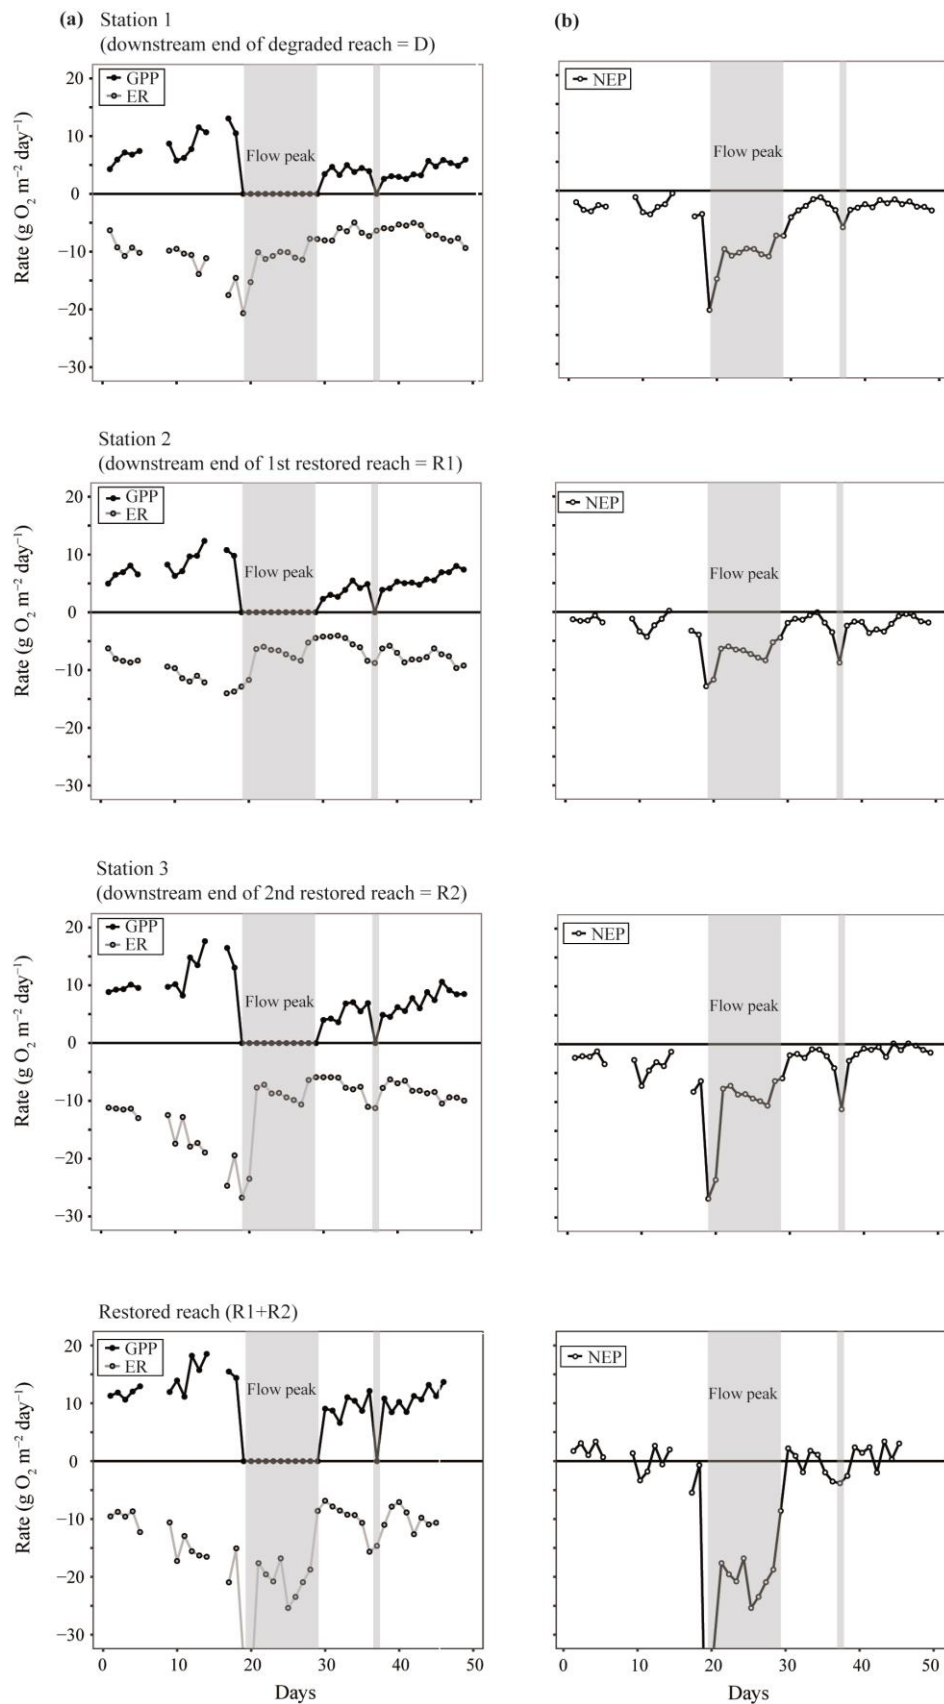 (a) Station 1
(downstream end of degraded reach = D)
(b)
GPP
ER
Flow peak
20
10
0
−10
−20
−30
Rate (g O₂ m⁻² day⁻¹)
NEP
Flow peak
Station 2
(downstream end of 1st restored reach = R1)
GPP
ER
Flow peak
20
10
0
−10
−20
−30
Rate (g O₂ m⁻² day⁻¹)
NEP
Flow peak
Station 3
(downstream end of 2nd restored reach = R2)
GPP
ER
Flow peak
20
10
0
−10
−20
−30
Rate (g O₂ m⁻² day⁻¹)
NEP
Flow peak
Restored reach (R1+R2)
GPP
ER
Flow peak
20
10
0
−10
−20
−30
Rate (g O₂ m⁻² day⁻¹)
0 10 20 30 40 50
Days
NEP
Flow peak
0 10 20 30 40 50
Days